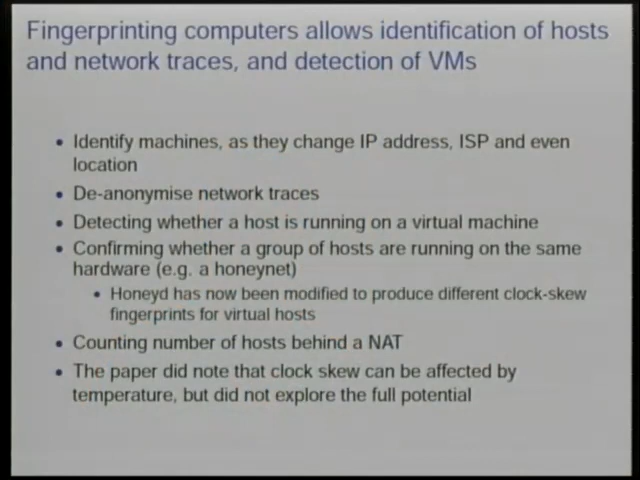 Fingerprinting computers allows identification of hosts
and network traces, and detection of VMs
• Identify machines, as they change IP address, ISP and even
location
• De-anonymise network traces
• Detecting whether a host is running on a virtual machine
• Confirming whether a group of hosts are running on the same
hardware (e.g. a honeynet)
• Honeyd has now been modified to produce different clock-skew
fingerprints for virtual hosts
• Counting number of hosts behind a NAT
• The paper did note that clock skew can be affected by
temperature, but did not explore the full potential